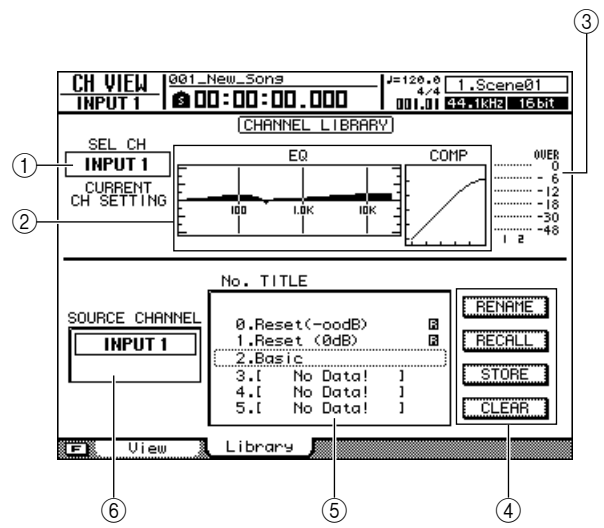 ③
CH VIEW 001_New_Song ♩=120.0 4/4 1.Scene01
INPUT 1 S 00:00:00.000 001.01 44.1kHz 16bit
CHANNEL LIBRARY
SEL CH
① INPUT 1
CURRENT
CH SETTING
②
EQ
100 1.0K 10K
COMP
OVER
0
- 6
-12
-18
-30
-48
1 2
No. TITLE
0.Reset(-oodB) R
1.Reset (0dB) R
2.Basic
3.[ No Data! ]
4.[ No Data! ]
5.[ No Data! ]
SOURCE CHANNEL
INPUT 1
RENAME
RECALL
STORE
CLEAR
F View Library
⑥ ⑤ ④